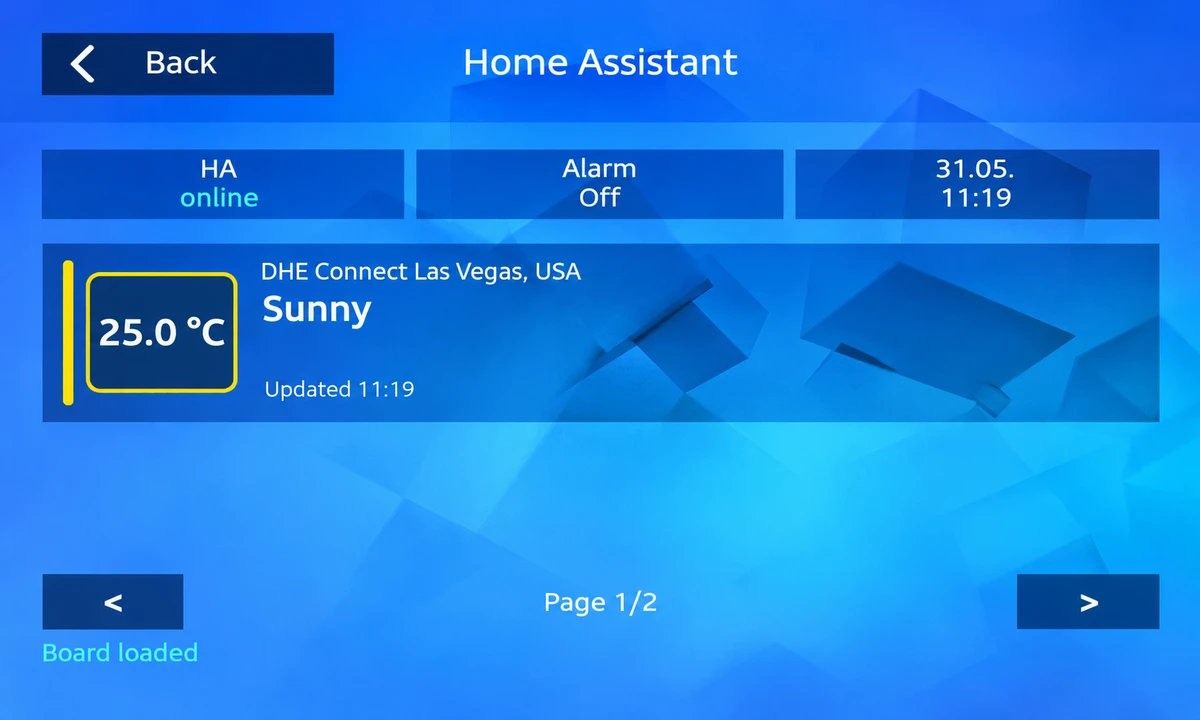 Back
Home Assistant
HA
online
Alarm
Off
31.05.
11:19
DHE Connect Las Vegas, USA
Sunny
25.0 °C
Updated 11:19
<
Page 1/2
>
Board loaded